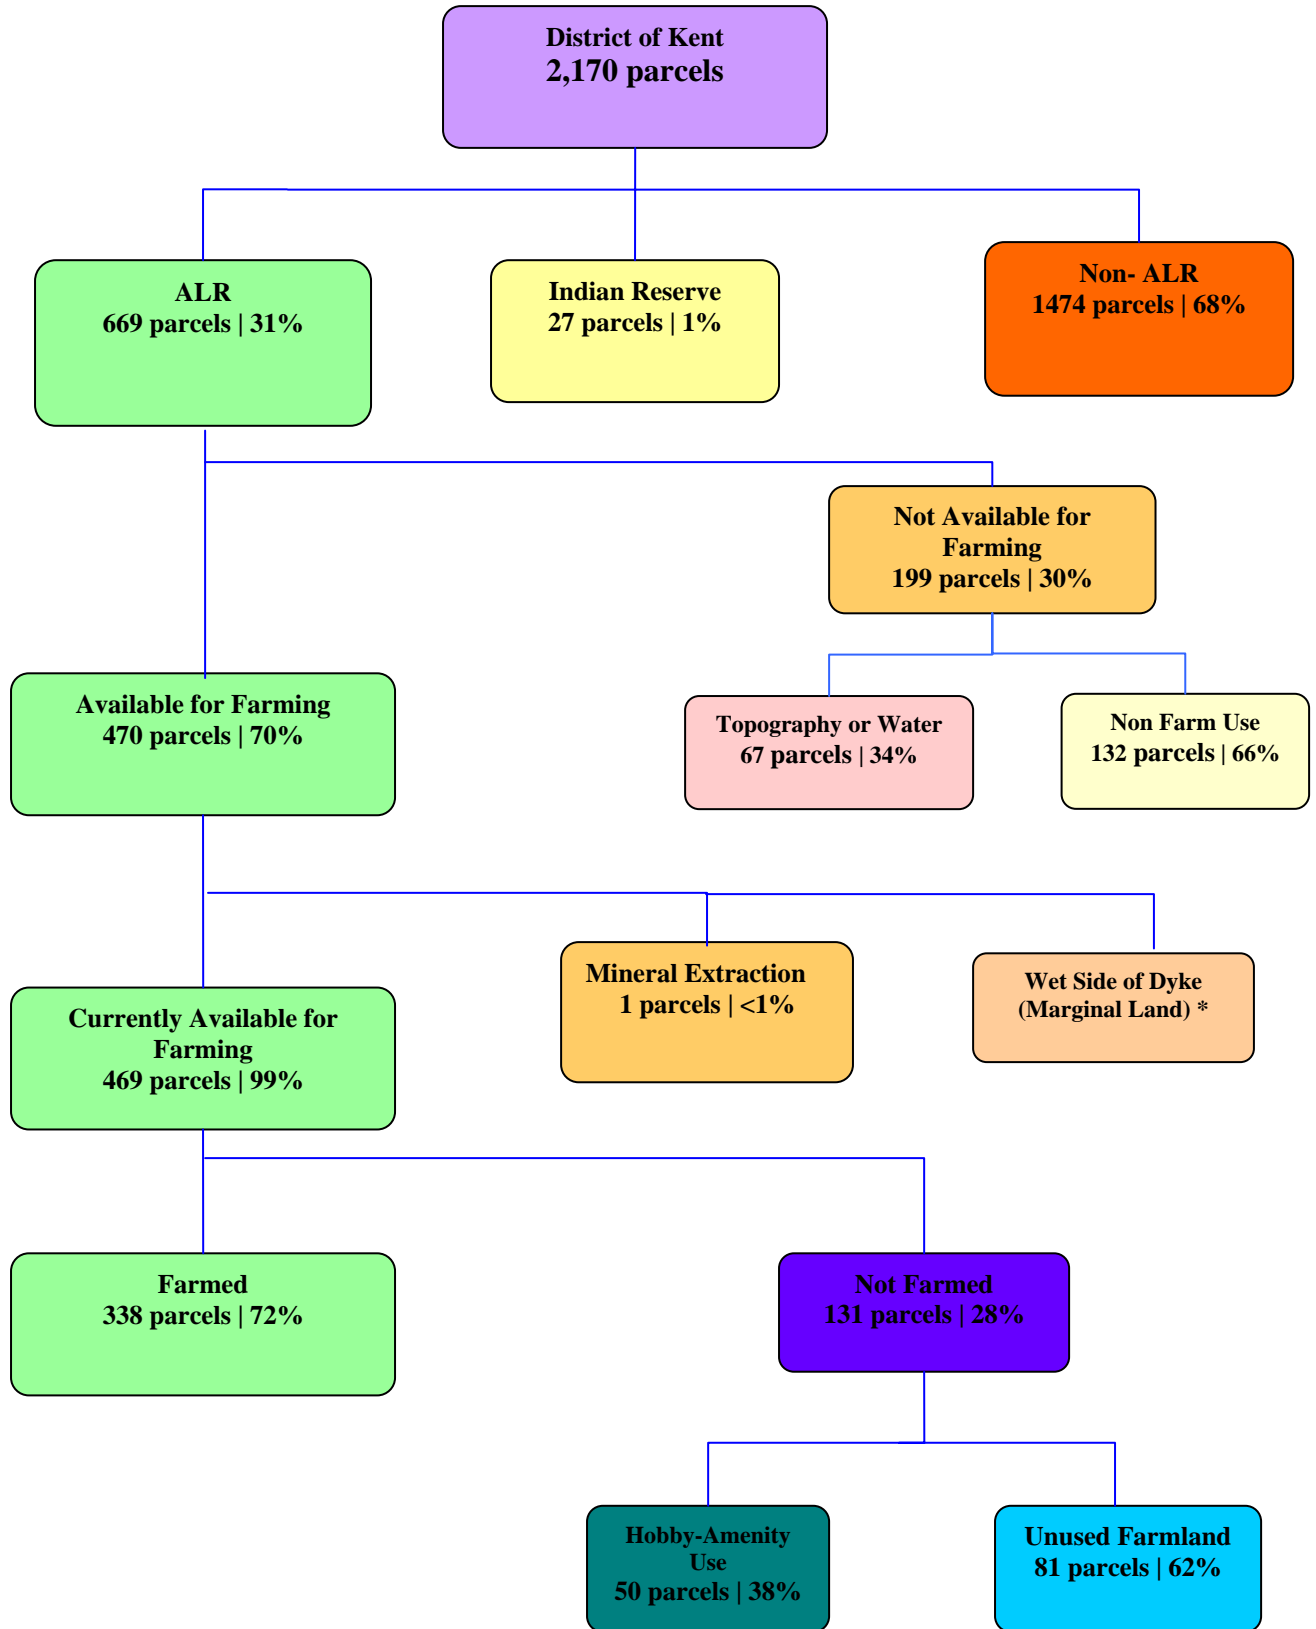 District of Kent
2,170 parcels
ALR
669 parcels | 31%
Indian Reserve
27 parcels | 1%
Non- ALR
1474 parcels | 68%
Not Available for
Farming
199 parcels | 30%
Available for Farming
470 parcels | 70%
Topography or Water
67 parcels | 34%
Non Farm Use
132 parcels | 66%
Currently Available for
Farming
469 parcels | 99%
Mineral Extraction
1 parcels | <1%
Wet Side of Dyke
(Marginal Land) *
Farmed
338 parcels | 72%
Not Farmed
131 parcels | 28%
Hobby-Amenity
Use
50 parcels | 38%
Unused Farmland
81 parcels | 62%